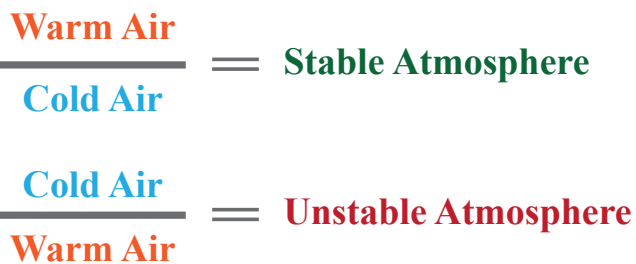 Warm Air
Cold Air
= Stable Atmosphere
Cold Air
Warm Air
= Unstable Atmosphere